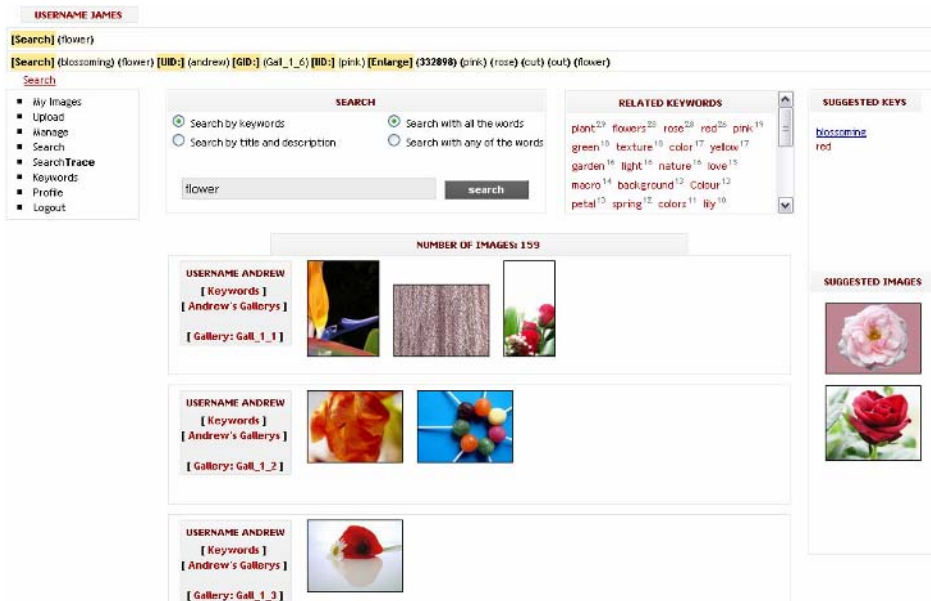 USERNAME JAMES
[Search] (flower)
[Search] (blossoming) (flower) [UID:] (andrew) [GID:] (Gall_1_6) [IID:] (pink) [Enlarge] (332898) (pink) (rose) (cut) (out) (flower)
Search
My Images
Upload
Manage
Search
SearchTrace
Keywords
Profile
Logout
SEARCH
Search by keywords
Search with all the words
Search by title and description
Search with any of the words
flower
search
RELATED KEYWORDS
plant 29 flowers 28 rose 28 red 26 pink 19
green 18 texture 18 color 17 yellow 17
garden 16 light 16 nature 16 love 15
macro 14 background 13 Colour 13
petal 13 spring 12 colors 11 lily 10
SUGGESTED KEYS
blossoming
red
NUMBER OF IMAGES: 159
USERNAME ANDREW
[ Keywords ]
[ Andrew's Gallerys ]
[ Gallery: Gall_1_1 ]
USERNAME ANDREW
[ Keywords ]
[ Andrew's Gallerys ]
[ Gallery: Gall_1_2 ]
USERNAME ANDREW
[ Keywords ]
[ Andrew's Gallerys ]
[ Gallery: Gall_1_3 ]
SUGGESTED IMAGES